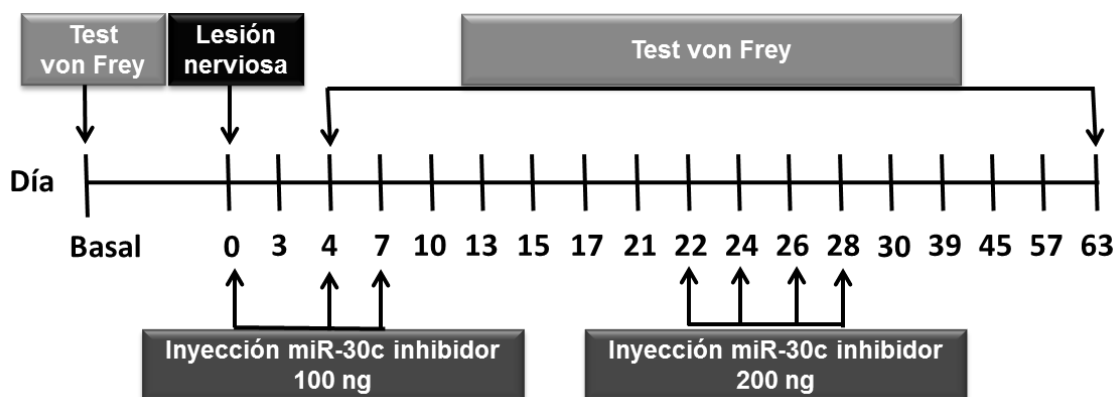 Test
von Frey
Lesión
nerviosa
Test von Frey
Día
Basal 0 3 4 7 10 13 15 17 21 22 24 26 28 30 39 45 57 63
Inyección miR-30c inhibidor
100 ng
Inyección miR-30c inhibidor
200 ng